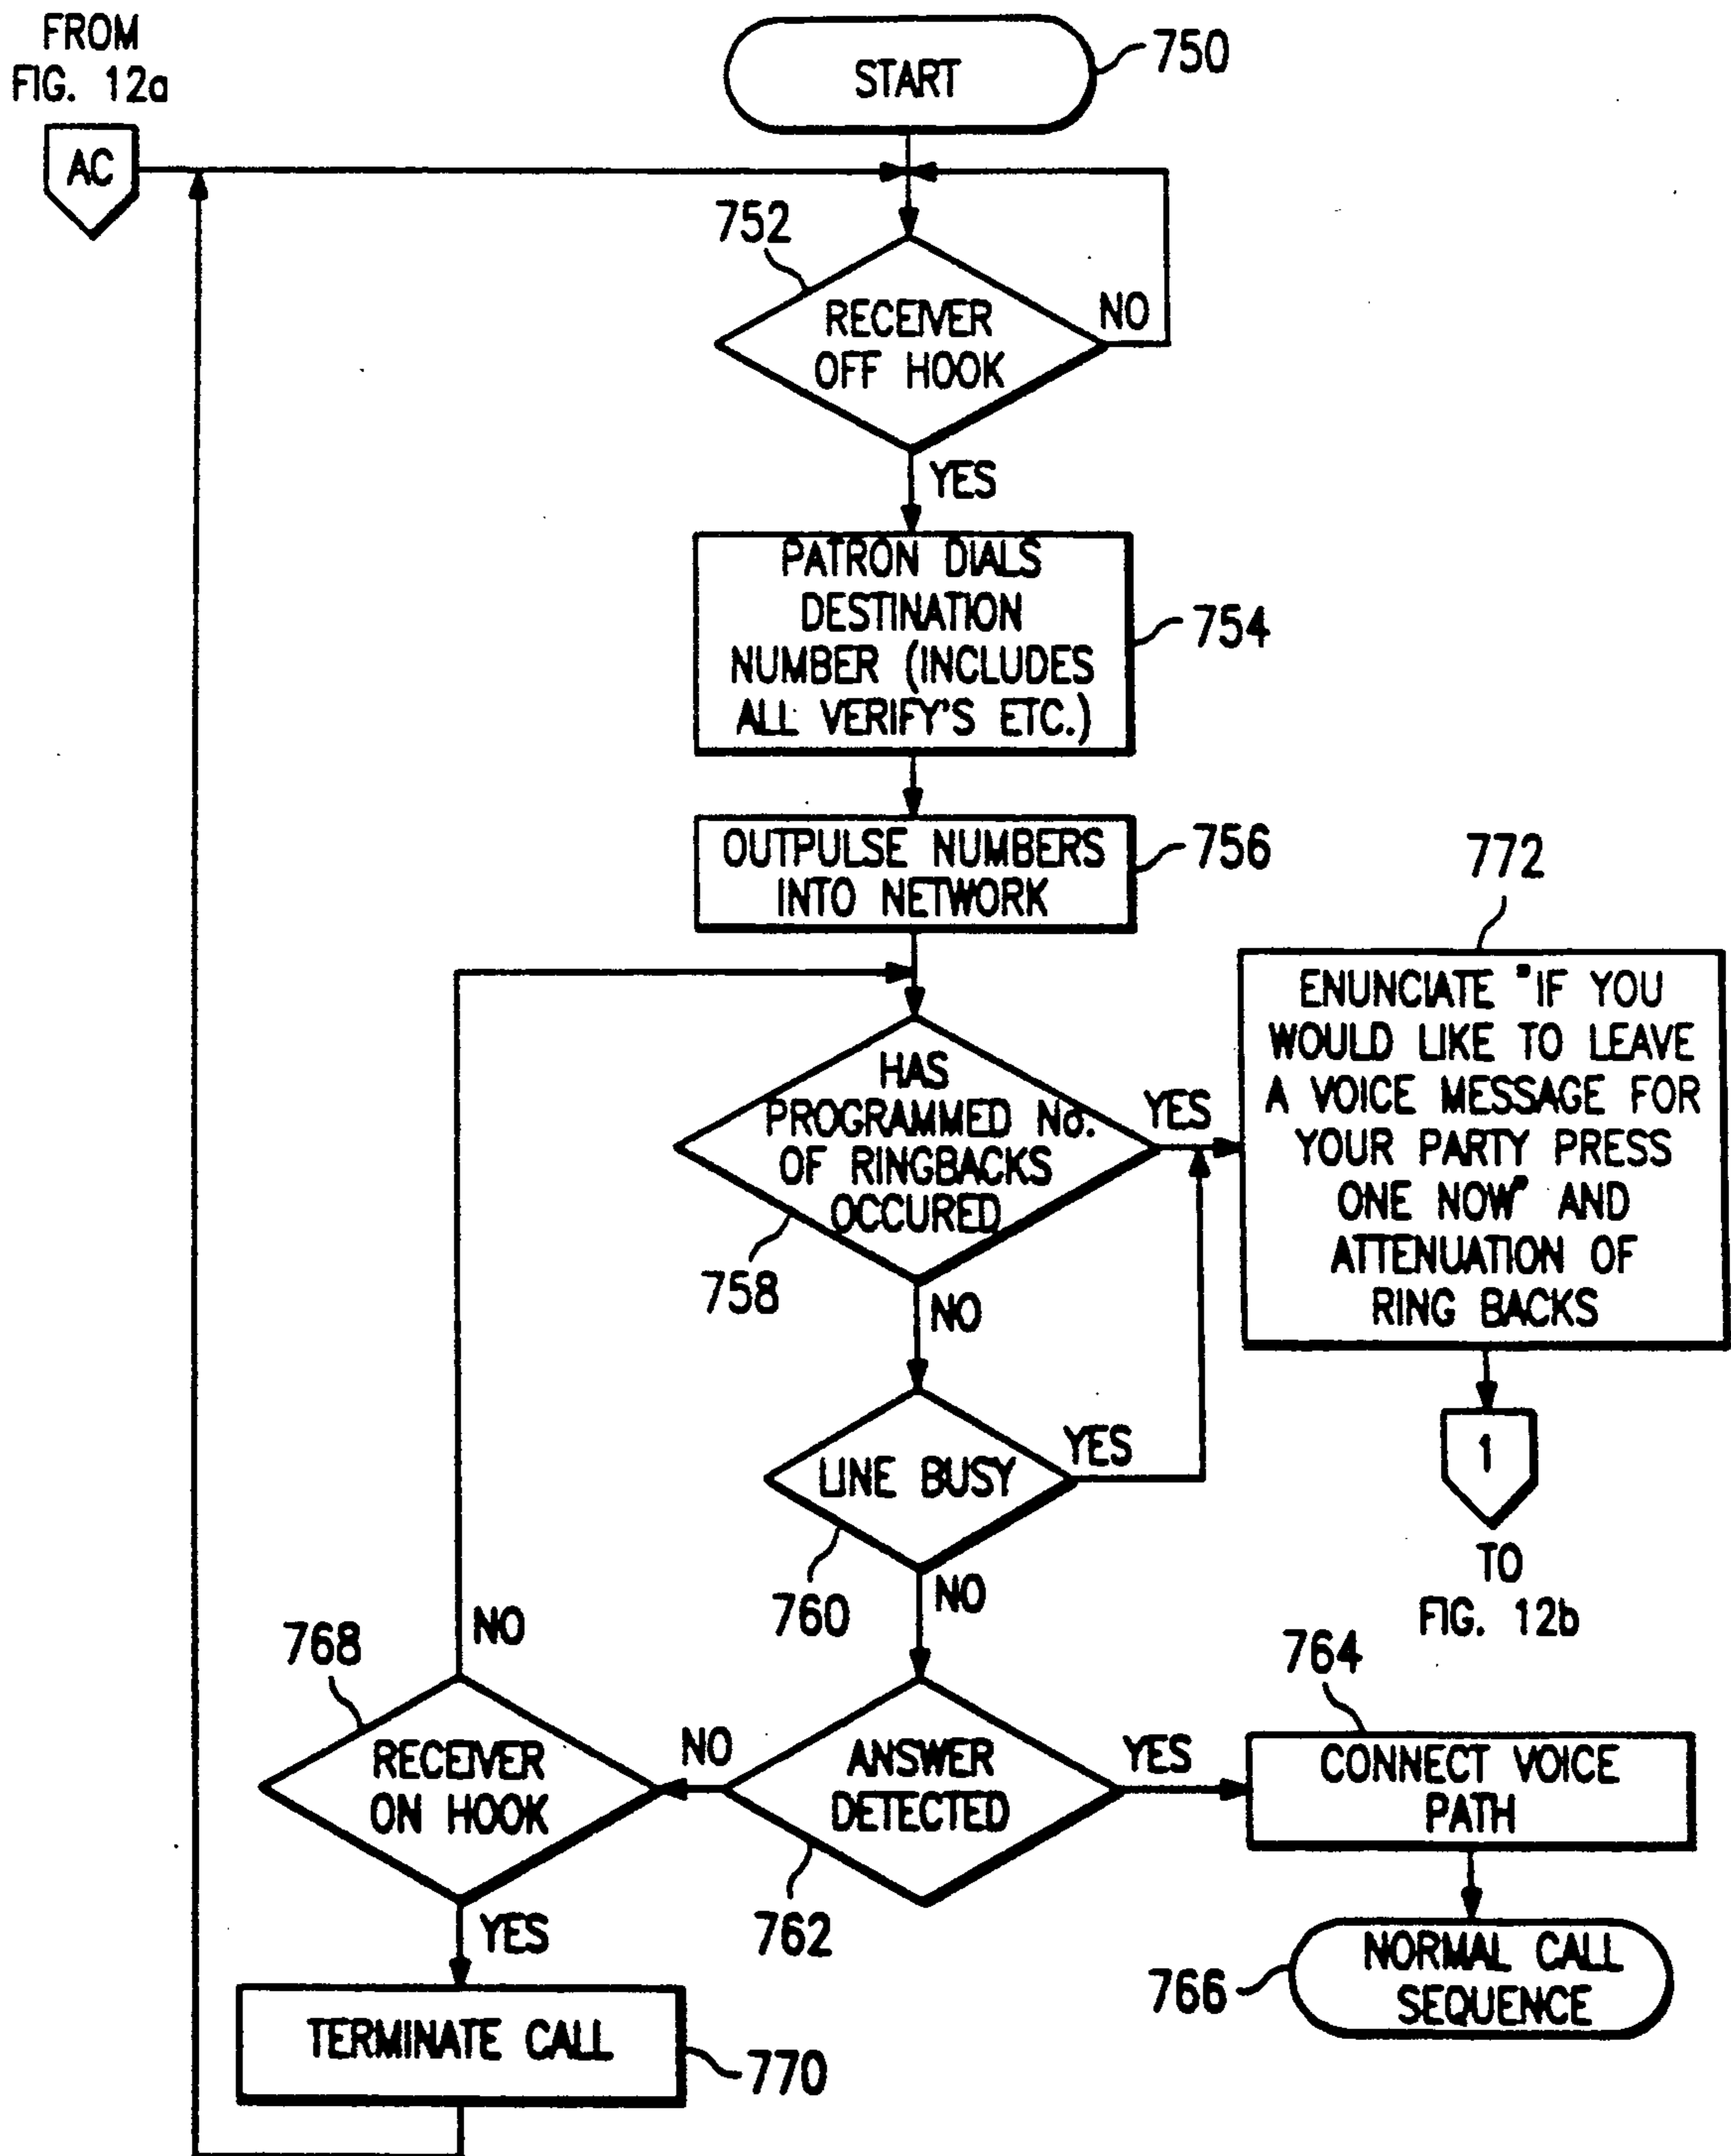 FROM
FIG. 12a
AC
START
750
752
RECEIVER
OFF HOOK
NO
YES
PATRON DIALS
DESTINATION
NUMBER (INCLUDES
ALL VERIFY'S ETC.)
754
OUTPULSE NUMBERS
INTO NETWORK
756
772
ENUNCIATE "IF YOU
WOULD LIKE TO LEAVE
A VOICE MESSAGE FOR
YOUR PARTY PRESS
ONE NOW" AND
ATTENUATION OF
RING BACKS
HAS
PROGRAMMED No.
OF RINGBACKS
OCCURED
YES
758
NO
LINE BUSY
YES
760
NO
1
TO
FIG. 12b
768
NO
RECEIVER
ON HOOK
NO
ANSWER
DETECTED
YES
762
764
CONNECT VOICE
PATH
YES
TERMINATE CALL
770
766
NORMAL CALL
SEQUENCE